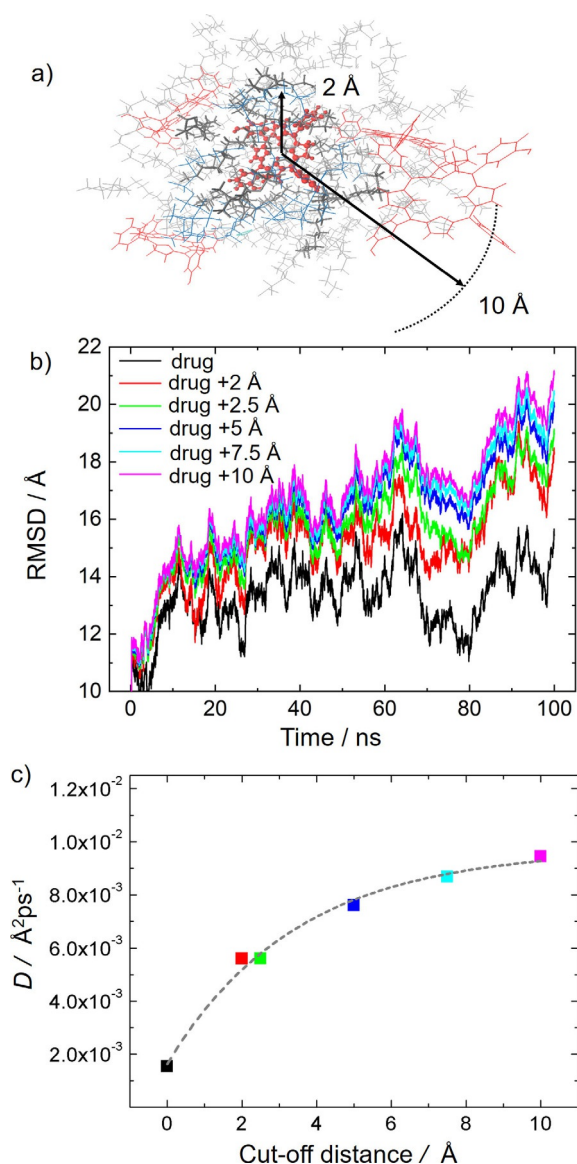 a)
2 Å
10 Å
b)
22
20
18
16
14
12
10
RMSD / Å
drug
drug +2 Å
drug +2.5 Å
drug +5 Å
drug +7.5 Å
drug +10 Å
0 20 40 60 80 100
Time / ns
c)
1.2x10⁻²
1.0x10⁻²
8.0x10⁻³
6.0x10⁻³
4.0x10⁻³
2.0x10⁻³
D / Å²ps⁻¹
0 2 4 6 8 10
Cut-off distance / Å